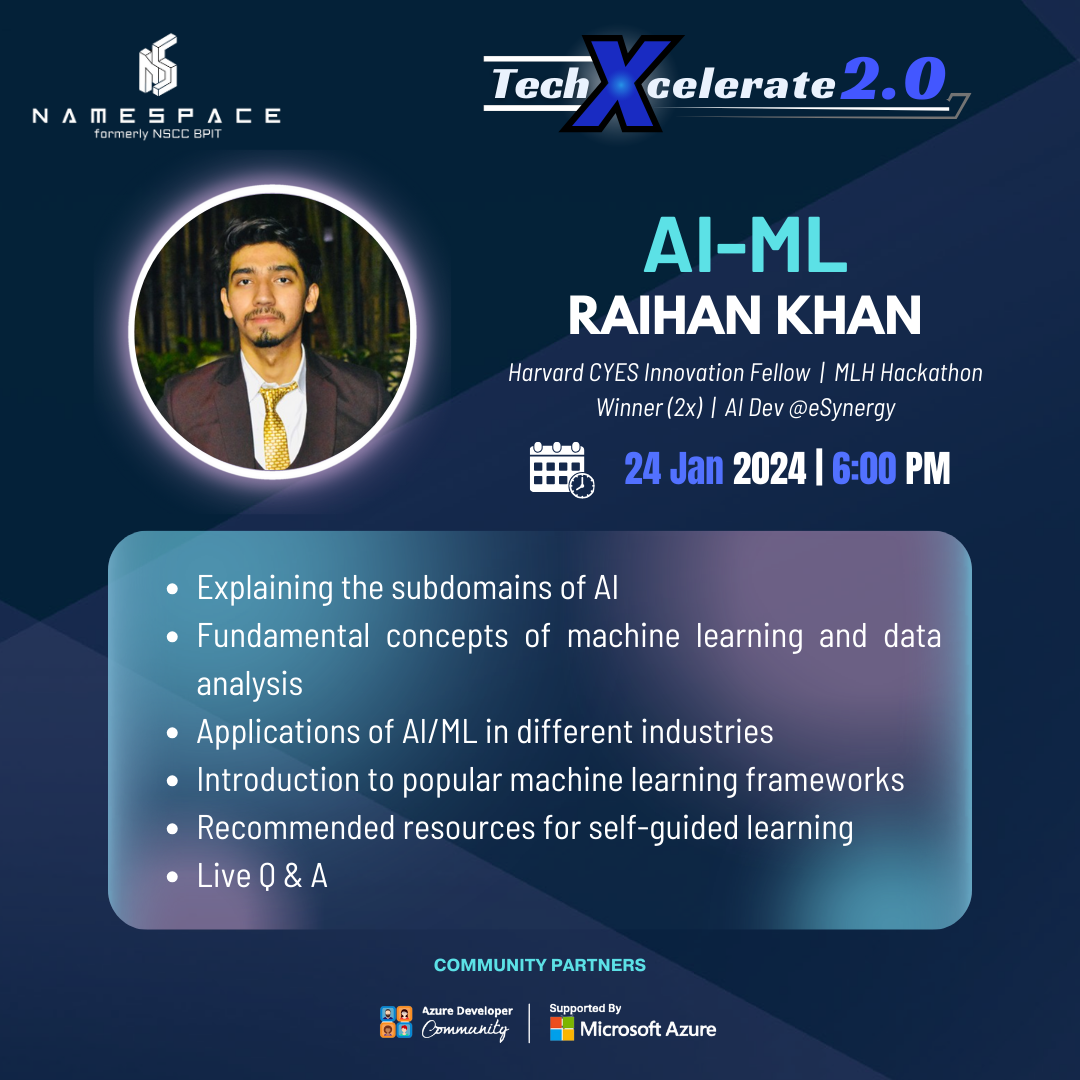 NAMESPACE
formerly NSCC BPIT
TechXcelerate 2.0
AI-ML
RAIHAN KHAN
Harvard CYES Innovation Fellow | MLH Hackathon
Winner (2x) | AI Dev @eSynergy
24 Jan 2024 | 6:00 PM
• Explaining the subdomains of AI
• Fundamental concepts of machine learning and data
analysis
• Applications of AI/ML in different industries
• Introduction to popular machine learning frameworks
• Recommended resources for self-guided learning
• Live Q & A
COMMUNITY PARTNERS
Azure Developer
Community
Supported By
Microsoft Azure